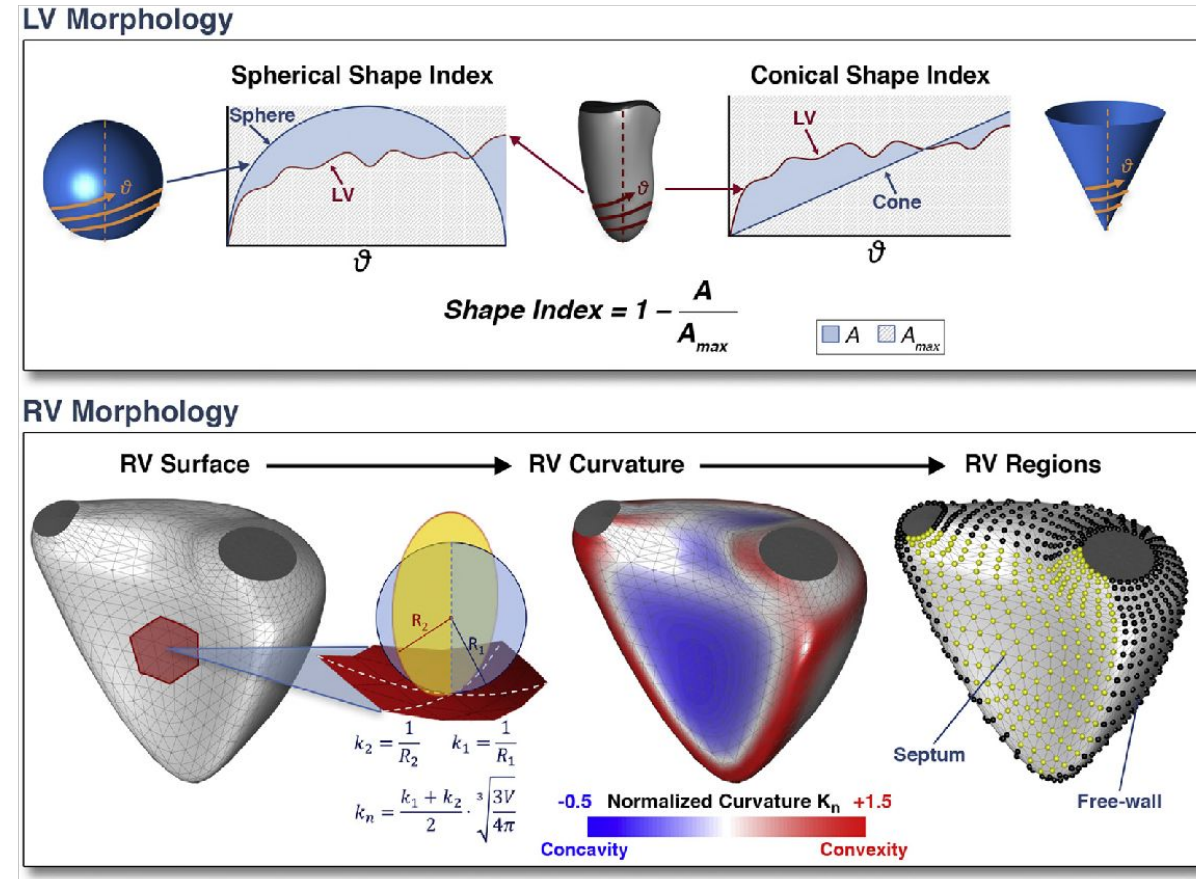 LV Morphology
Spherical Shape Index
Conical Shape Index
Sphere
LV
ϑ
ϑ
ϑ
LV
Cone
ϑ
ϑ
Shape Index = 1 − A / A_max
A A_max
RV Morphology
RV Surface
RV Curvature
RV Regions
R₂
R₁
k₂ = 1/R₂ k₁ = 1/R₁
kₙ = (k₁ + k₂)/2 · ∛(3V/4π)
-0.5 Normalized Curvature Kₙ +1.5
Concavity Convexity
Septum
Free-wall